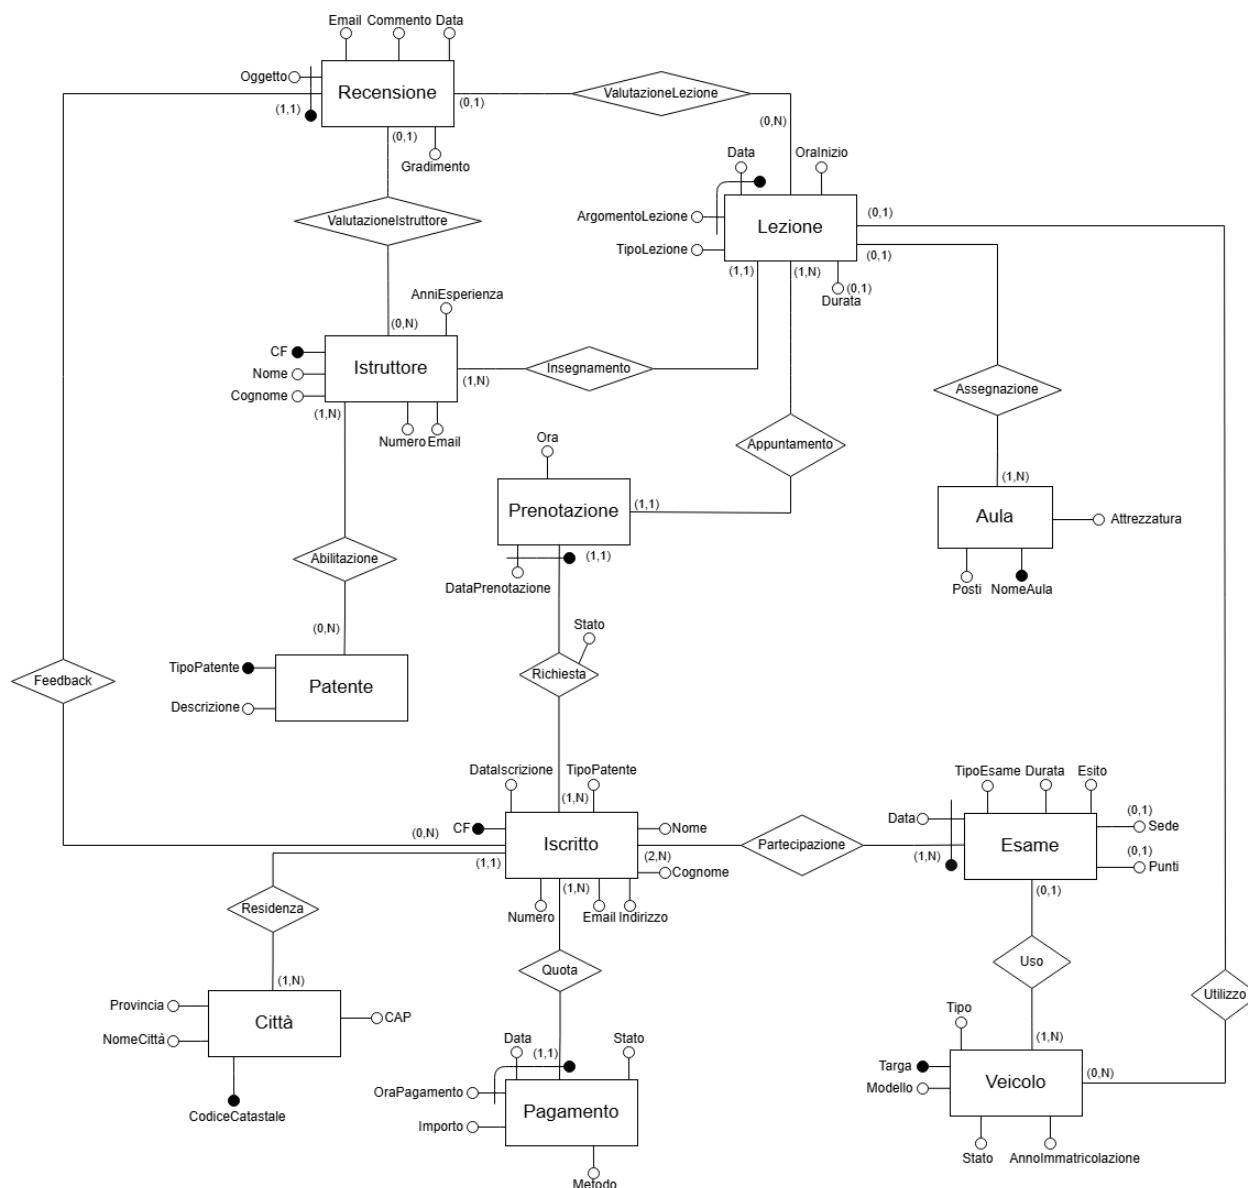 Email Commento Data
Oggetto
Recensione
(1,1)
(0,1)
(0,1)
Gradimento
ValutazioneLezione
(0,N)
ValutazioneIstruttore
(0,N)
Data
OraInizio
ArgomentoLezione
TipoLezione
Lezione
(0,1)
(0,1)
(1,1)
(1,N)
(0,1)
Durata
AnniEsperienza
CF
Nome
Cognome
Istruttore
(1,N)
(1,N)
Numero Email
Insegnamento
Assegnazione
Appuntamento
Ora
Prenotazione
(1,1)
(1,1)
DataPrenotazione
(1,N)
Aula
Attrezzatura
Posti
NomeAula
Abilitazione
(0,N)
TipoPatente
Descrizione
Patente
Feedback
Stato
Richiesta
DataIscrizione
TipoPatente
(1,N)
CF
Nome
Iscritto
Cognome
(0,N)
(1,1)
(2,N)
(1,N)
Numero
Email Indirizzo
Partecipazione
TipoEsame Durata Esito
Data
(0,1)
Sede
Esame
(0,1)
Punti
(1,N)
(0,1)
Residenza
(1,N)
Provincia
NomeCittà
Città
CAP
CodiceCatastale
Quota
Data
(1,1)
Stato
OraPagamento
Importo
Pagamento
Metodo
Uso
Utilizzo
Tipo
(1,N)
Targa
Modello
Veicolo
(0,N)
Stato
AnnoImmatricolazione